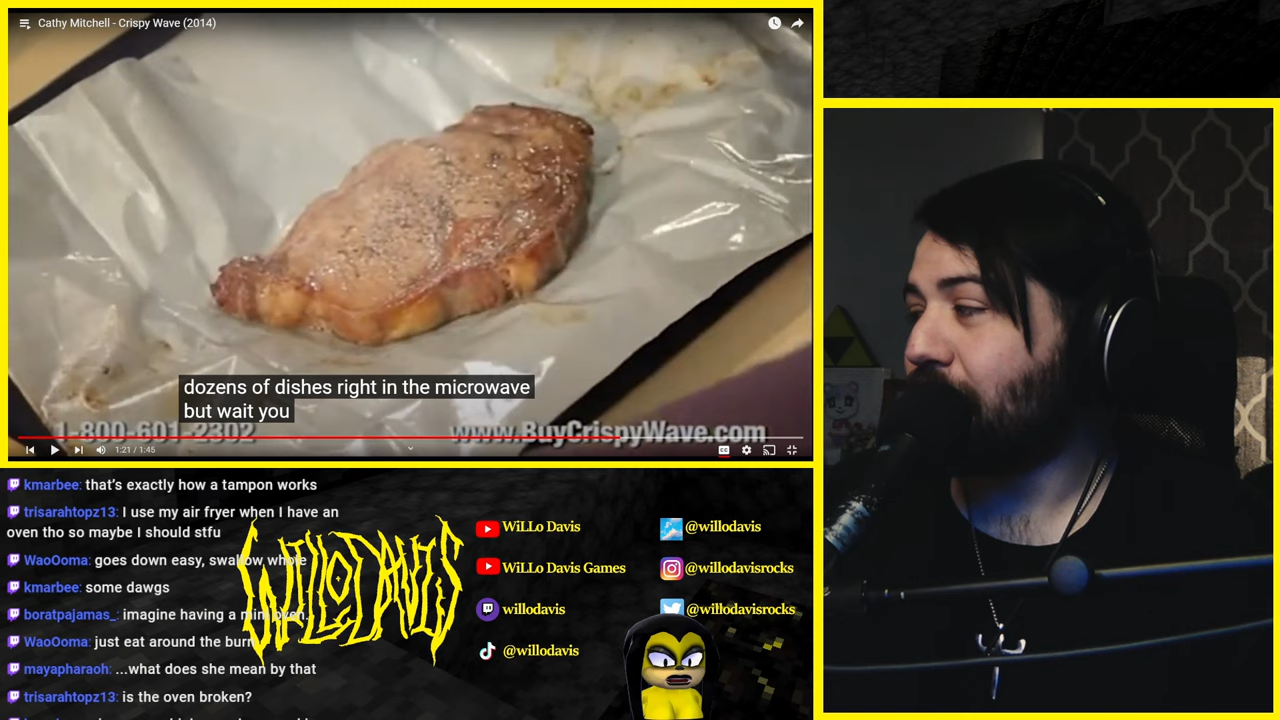 Cathy Mitchell - Crispy Wave (2014)
dozens of dishes right in the microwave
but wait you
1-800-601-2302 www.BuyCrispyWave.com
1:21 / 1:45
CC
kmarbee: that's exactly how a tampon works
trisarahtopz13: I use my air fryer when I have an
oven tho so maybe I should stfu
WaoOoma: goes down easy, swallow whole
kmarbee: some dawgs
boratpajamas_: imagine having a mini oven.
WaoOoma: just eat around the burn
mayapharaoh: ...what does she mean by that
trisarahtopz13: is the oven broken?
WILLO DAVIS
WiLLo Davis
@willodavis
WiLLo Davis Games
@willodavisrocks
willodavis
@willodavisrocks
@willodavis